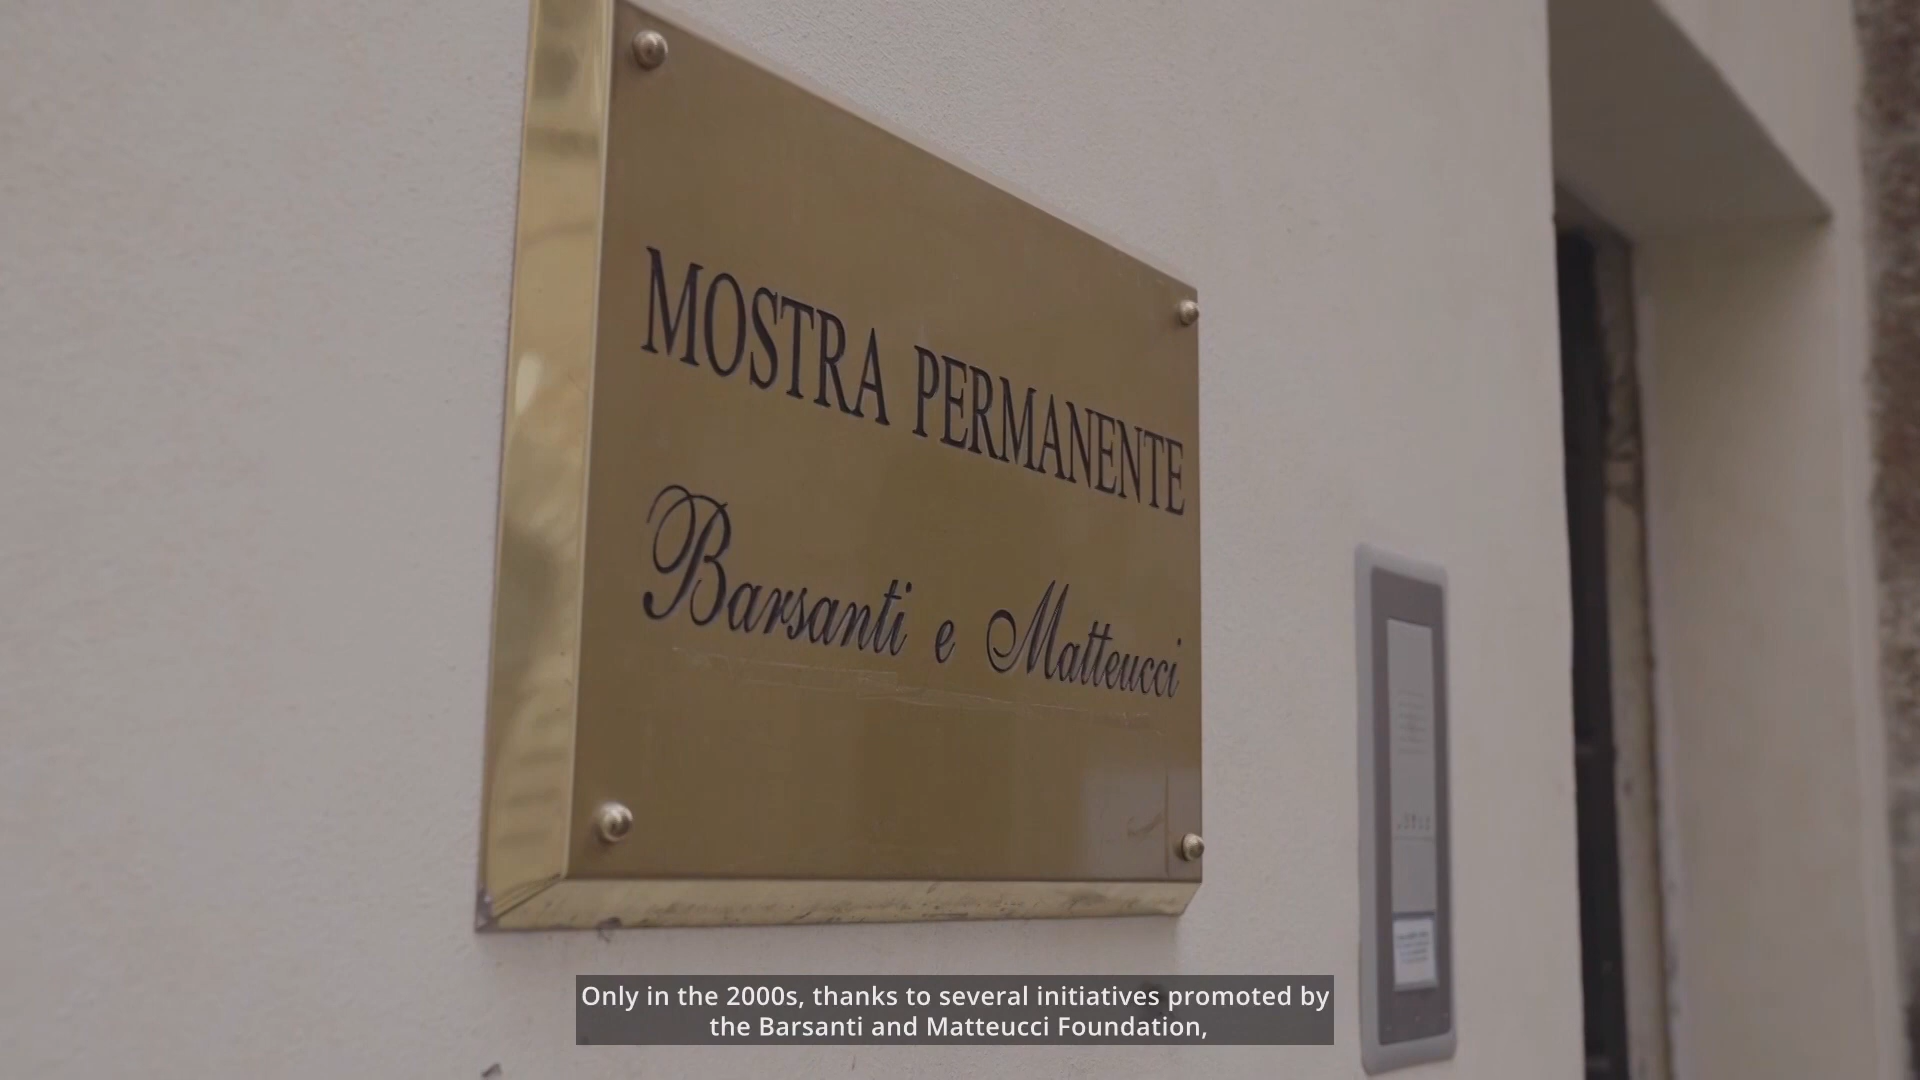 MOSTRA PERMANENTE
Barsanti e Matteucci
Only in the 2000s, thanks to several initiatives promoted by
the Barsanti and Matteucci Foundation,